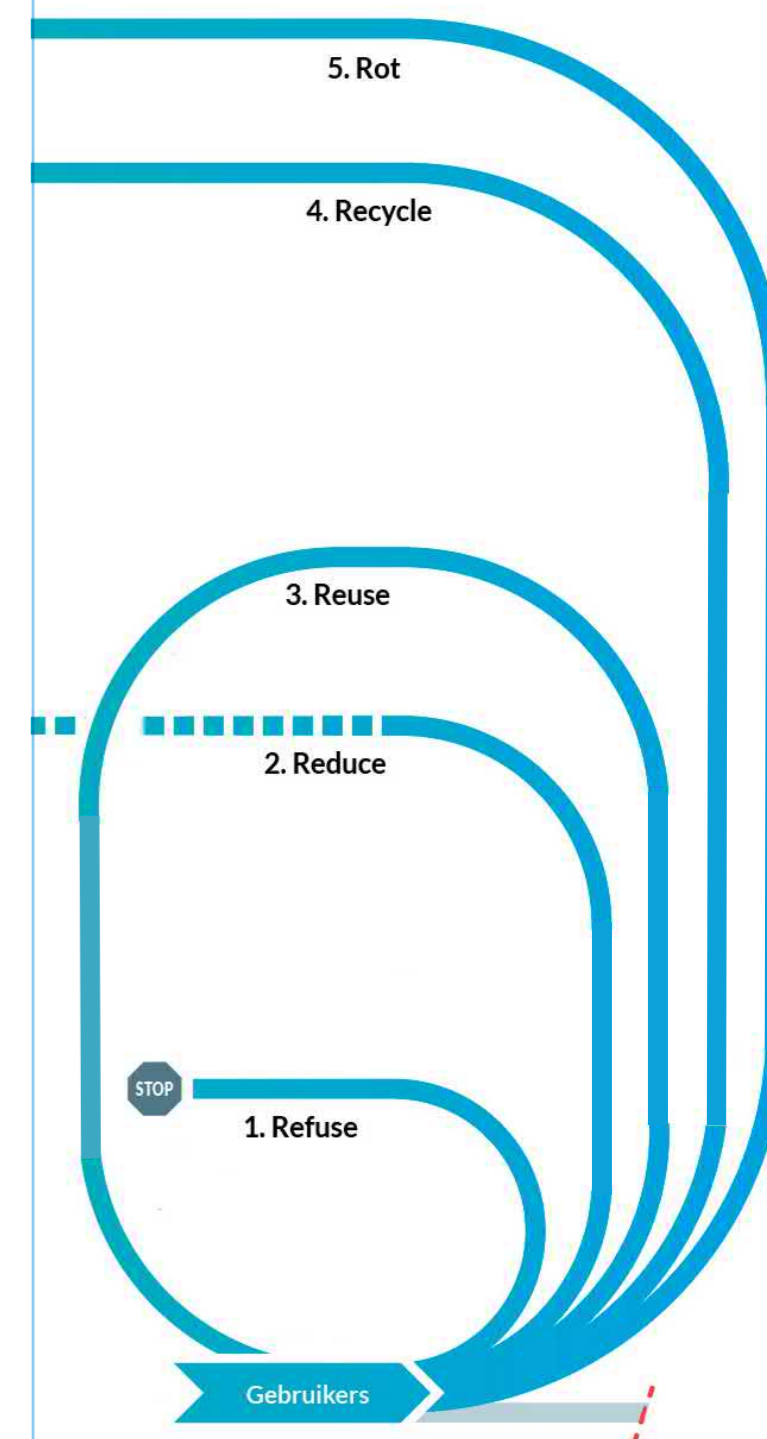 5. Rot
4. Recycle
3. Reuse
2. Reduce
STOP
1. Refuse
Gebruikers